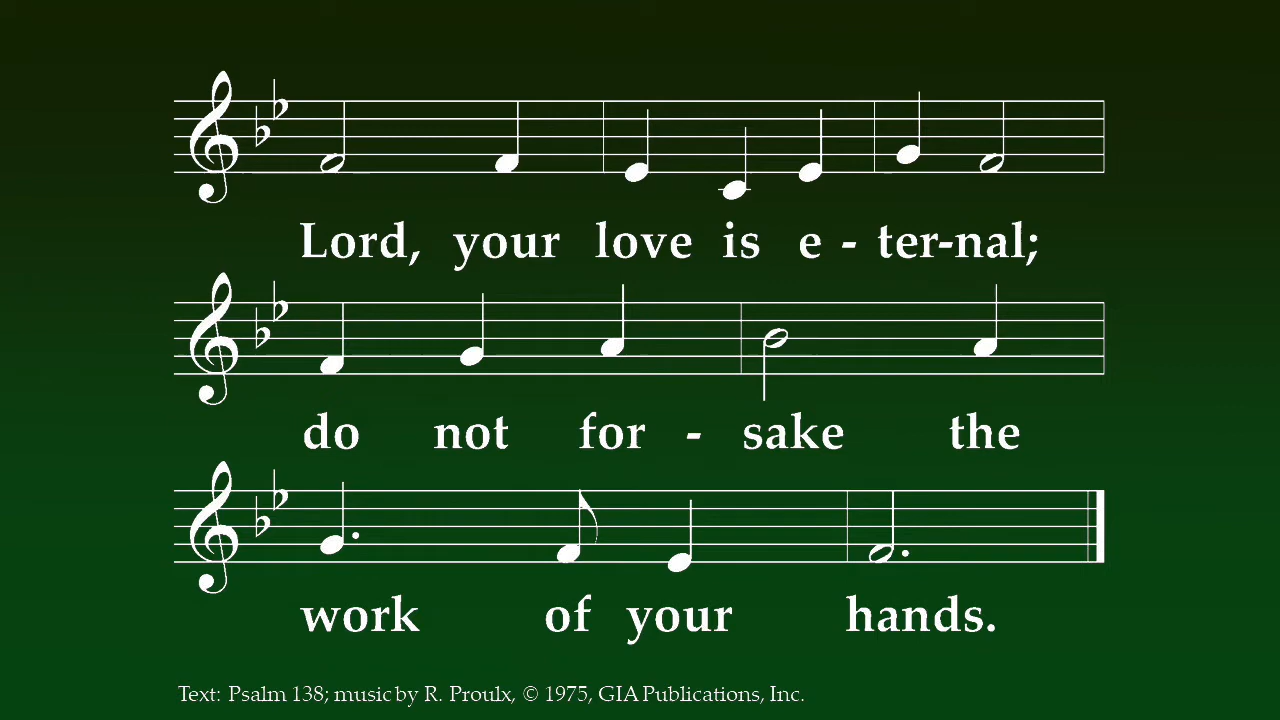 Lord, your love is e - ter-nal;
do not for - sake the
work of your hands.
Text: Psalm 138; music by R. Proulx, © 1975, GIA Publications, Inc.